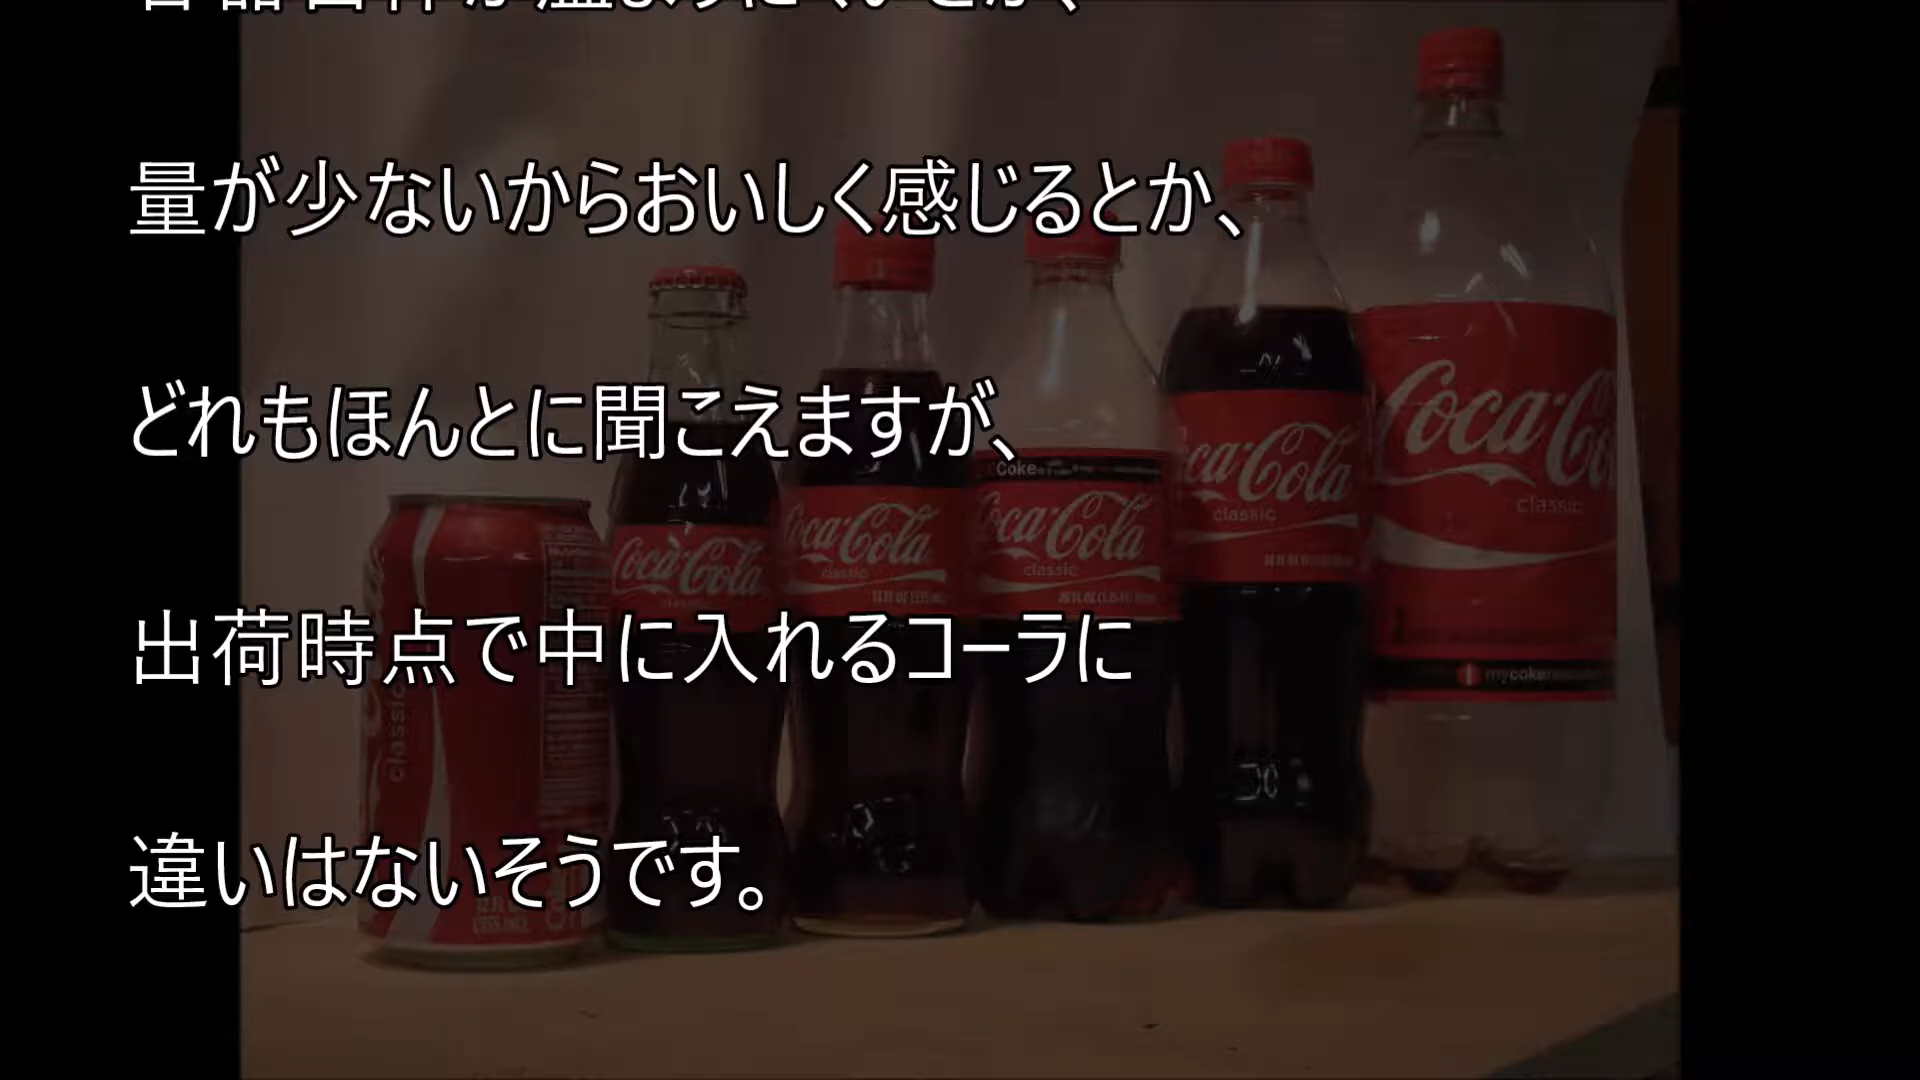 量が少ないからおいしく感じるとか、
どれもほんとに聞こえますが、
出荷時点で中に入れるコーラに
違いはないそうです。
Coca-Cola
classic
Coca-Cola
classic
Coca-Cola
classic
Coca-Cola
classic
Coca-Cola
classic
classic